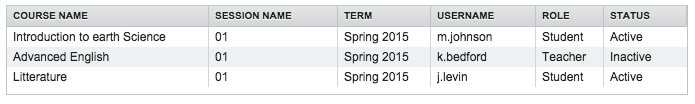 COURSE NAME SESSION NAME TERM USERNAME ROLE STATUS
Introduction to earth Science 01 Spring 2015 m.johnson Student Active
Advanced English 01 Spring 2015 k.bedford Teacher Inactive
Litterature 01 Spring 2015 j.levin Student Active